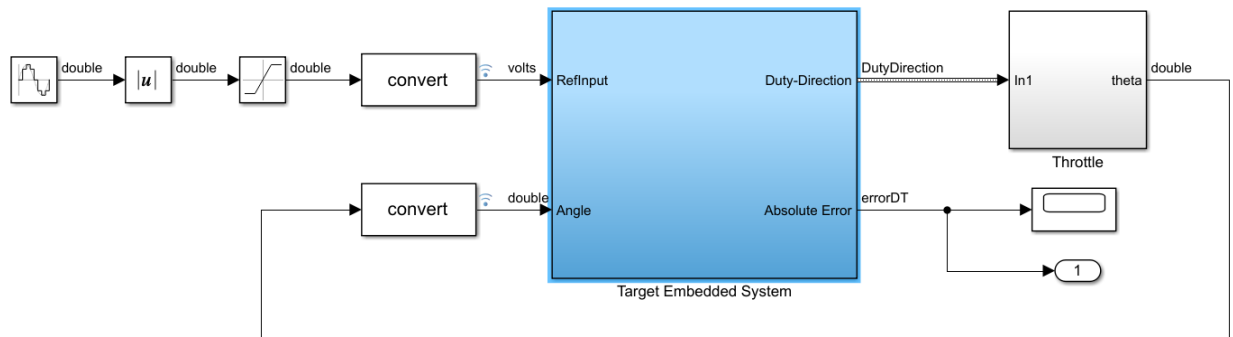 double
|u|
double
double
convert
volts
RefInput
Duty-Direction
DutyDirection
In1
theta
double
Throttle
convert
double
Angle
Absolute Error
errorDT
1
Target Embedded System